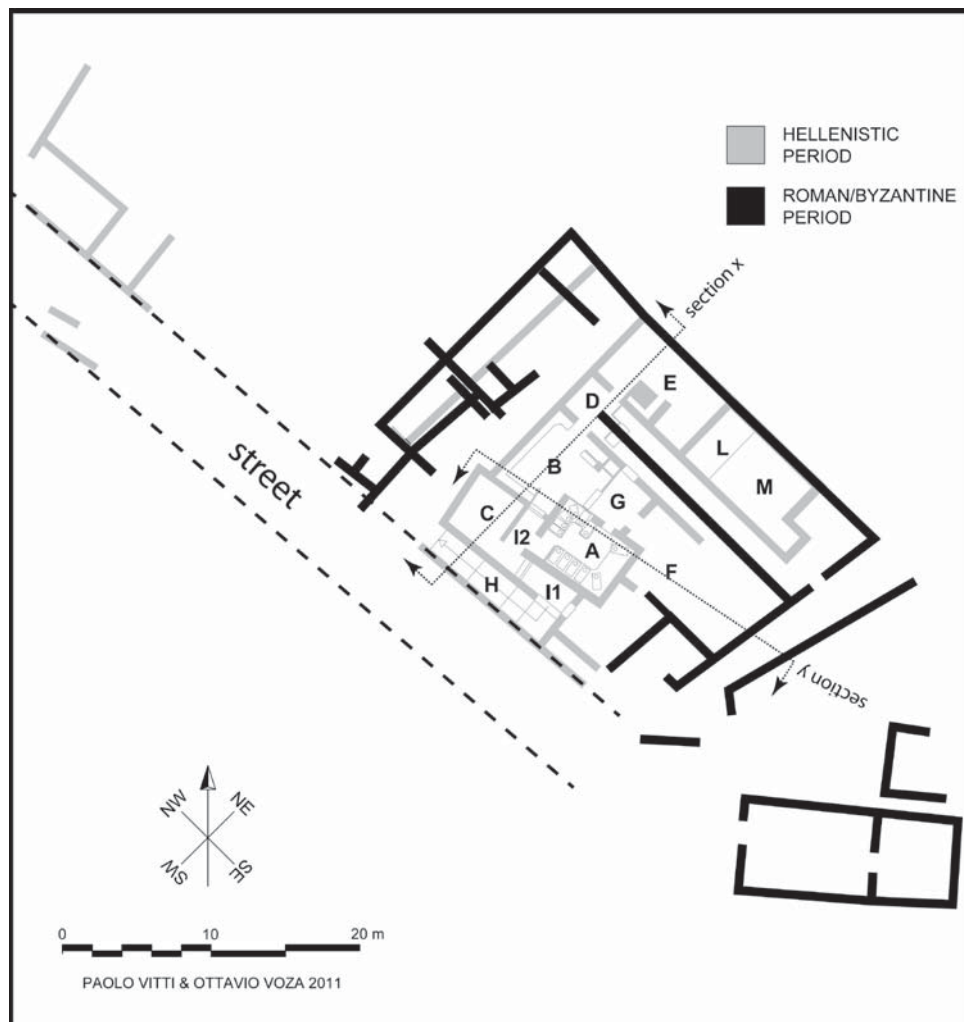 HELLENISTIC
PERIOD
ROMAN/BYZANTINE
PERIOD
section x
E
D
L
B
M
street
G
C
I2
A
F
H
I1
section y
NW
NE
SW
SE
0 10 20 m
PAOLO VITTI & OTTAVIO VOZA 2011